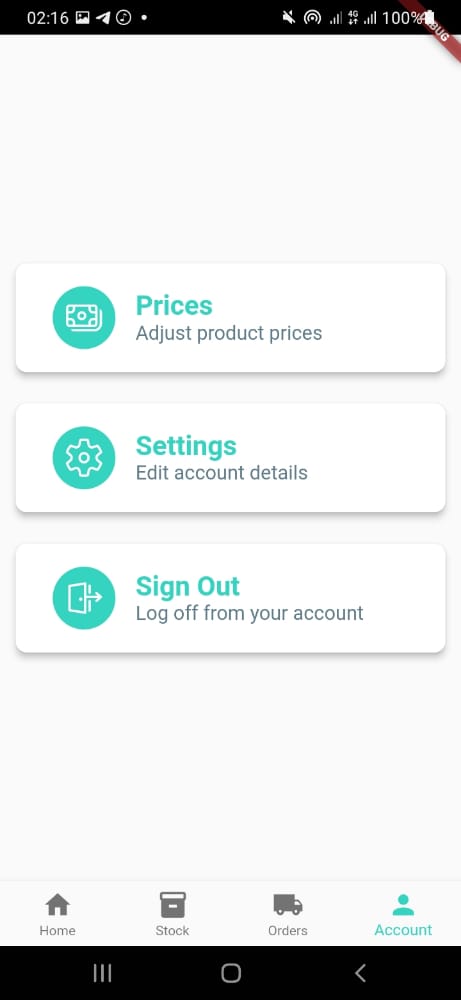 02:16
4G
100%
DEBUG
Prices
Adjust product prices
Settings
Edit account details
Sign Out
Log off from your account
Home
Stock
Orders
Account